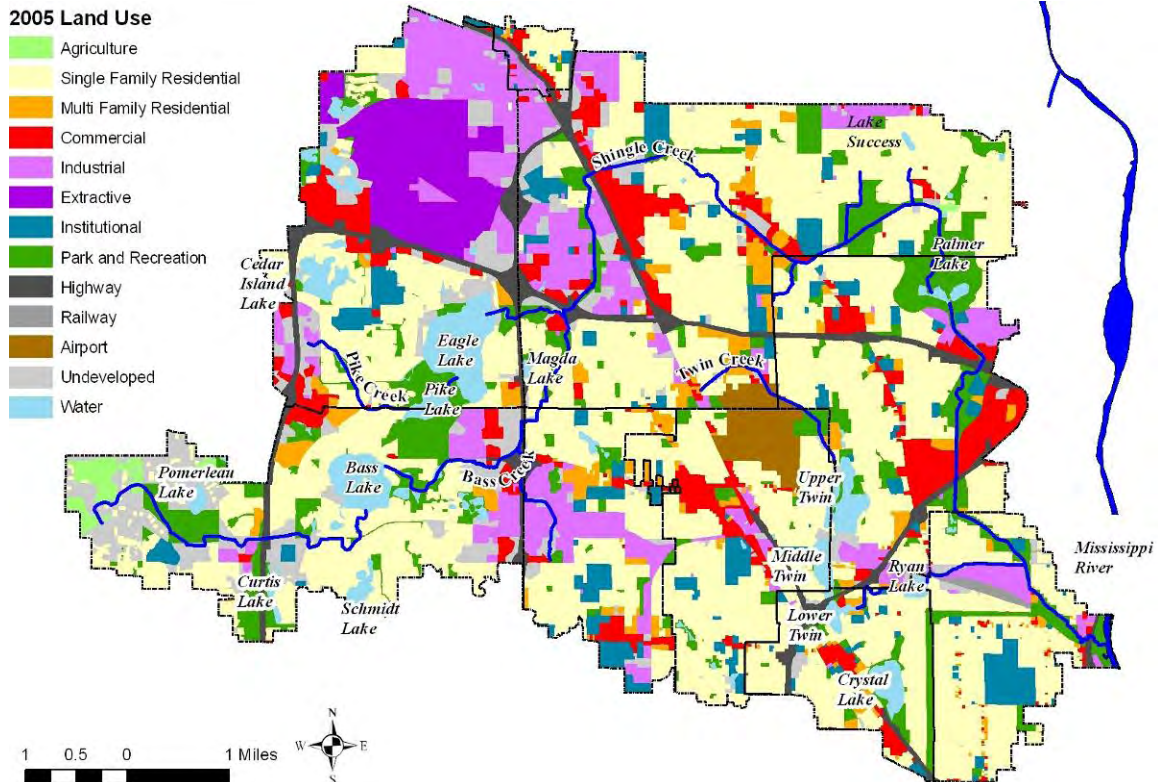 2005 Land Use
Agriculture
Single Family Residential
Multi Family Residential
Commercial
Industrial
Extractive
Institutional
Park and Recreation
Highway
Railway
Airport
Undeveloped
Water
Lake
Success
Shingle Creek
Palmer
Lake
Cedar
Island
Lake
Eagle
Lake
Magda
Lake
Twin Creek
Pike Creek
Pike
Lake
Bass
Lake
Bass Creek
Pomerleau
Lake
Upper
Twin
Middle
Twin
Ryan
Lake
Mississippi
River
Curtis
Lake
Schmidt
Lake
Lower
Twin
Crystal
Lake
1 0.5 0 1 Miles
N
W E
S